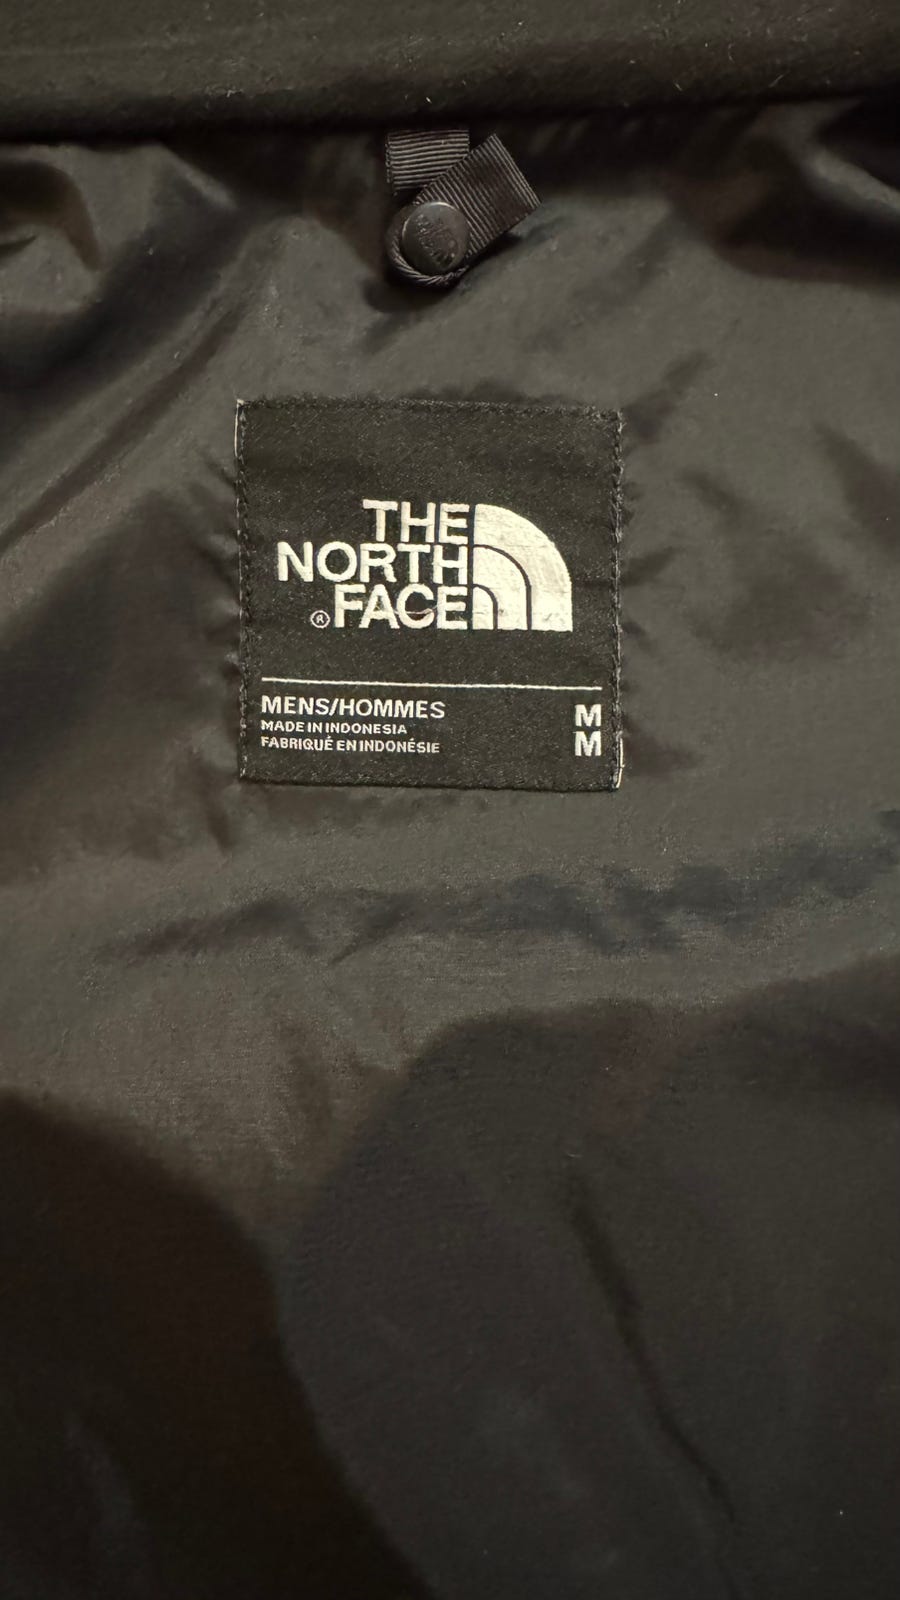 THE
NORTH
® FACE
MENS/HOMMES
MADE IN INDONESIA
FABRIQUÉ EN INDONÉSIE
M
M